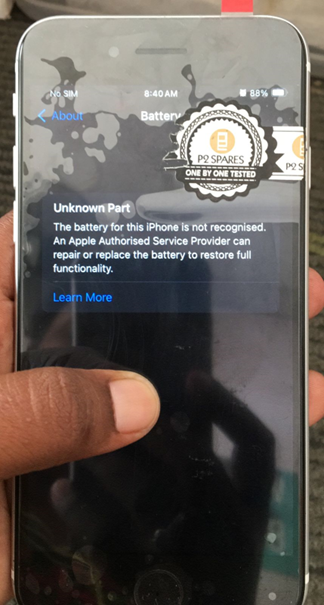 No SIM 8:40 AM 88%
About Battery
P2 SPARES
ONE BY ONE TESTED
P2 S
Unknown Part
The battery for this iPhone is not recognised.
An Apple Authorised Service Provider can
repair or replace the battery to restore full
functionality.
Learn More